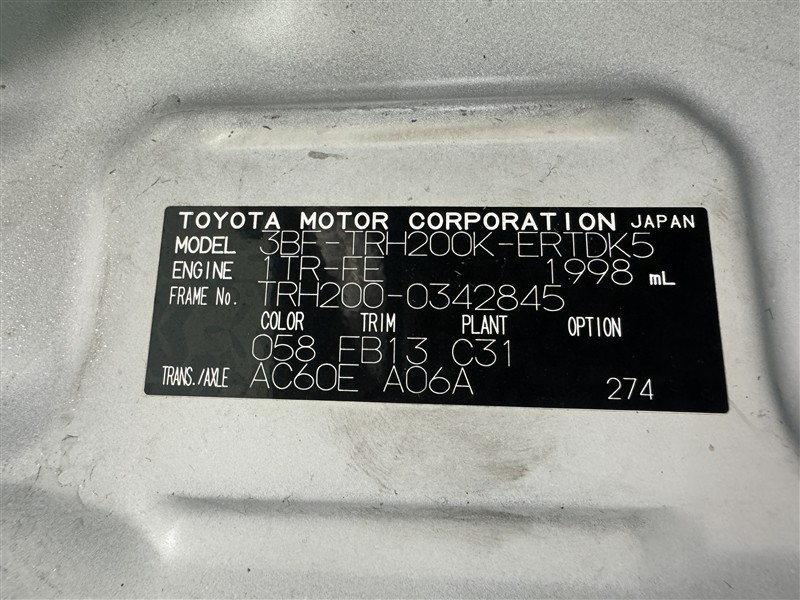 TOYOTA MOTOR CORPORATION JAPAN
MODEL 3BF-TRH200K-ERTDK5
ENGINE 1TR-FE 1998 mL
FRAME No. TRH200-0342845
COLOR TRIM PLANT OPTION
058 FB13 C31
TRANS./AXLE AC60E A06A 274